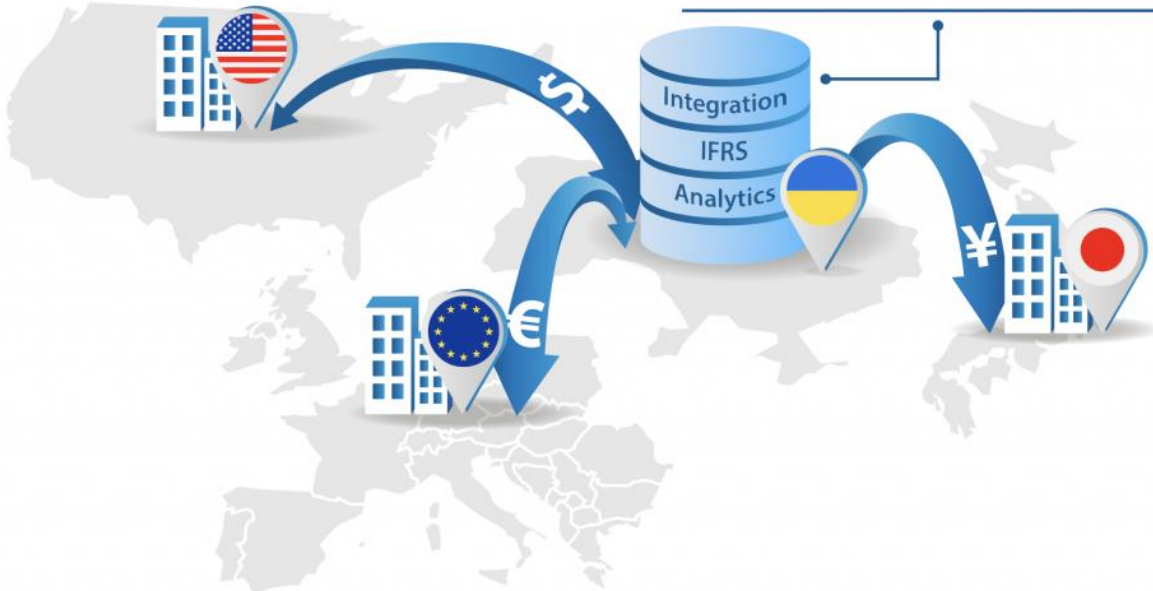 $
Integration
IFRS
Analytics
¥
€